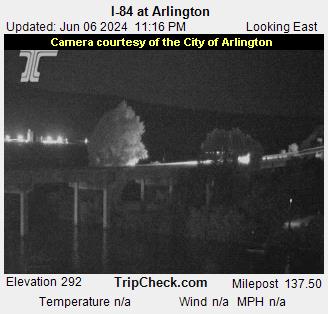 I-84 at Arlington
Updated: Jun 06 2024 11:16 PM Looking East
Camera courtesy of the City of Arlington
Elevation 292 TripCheck.com Milepost 137.50
Temperature n/a Wind n/a MPH n/a